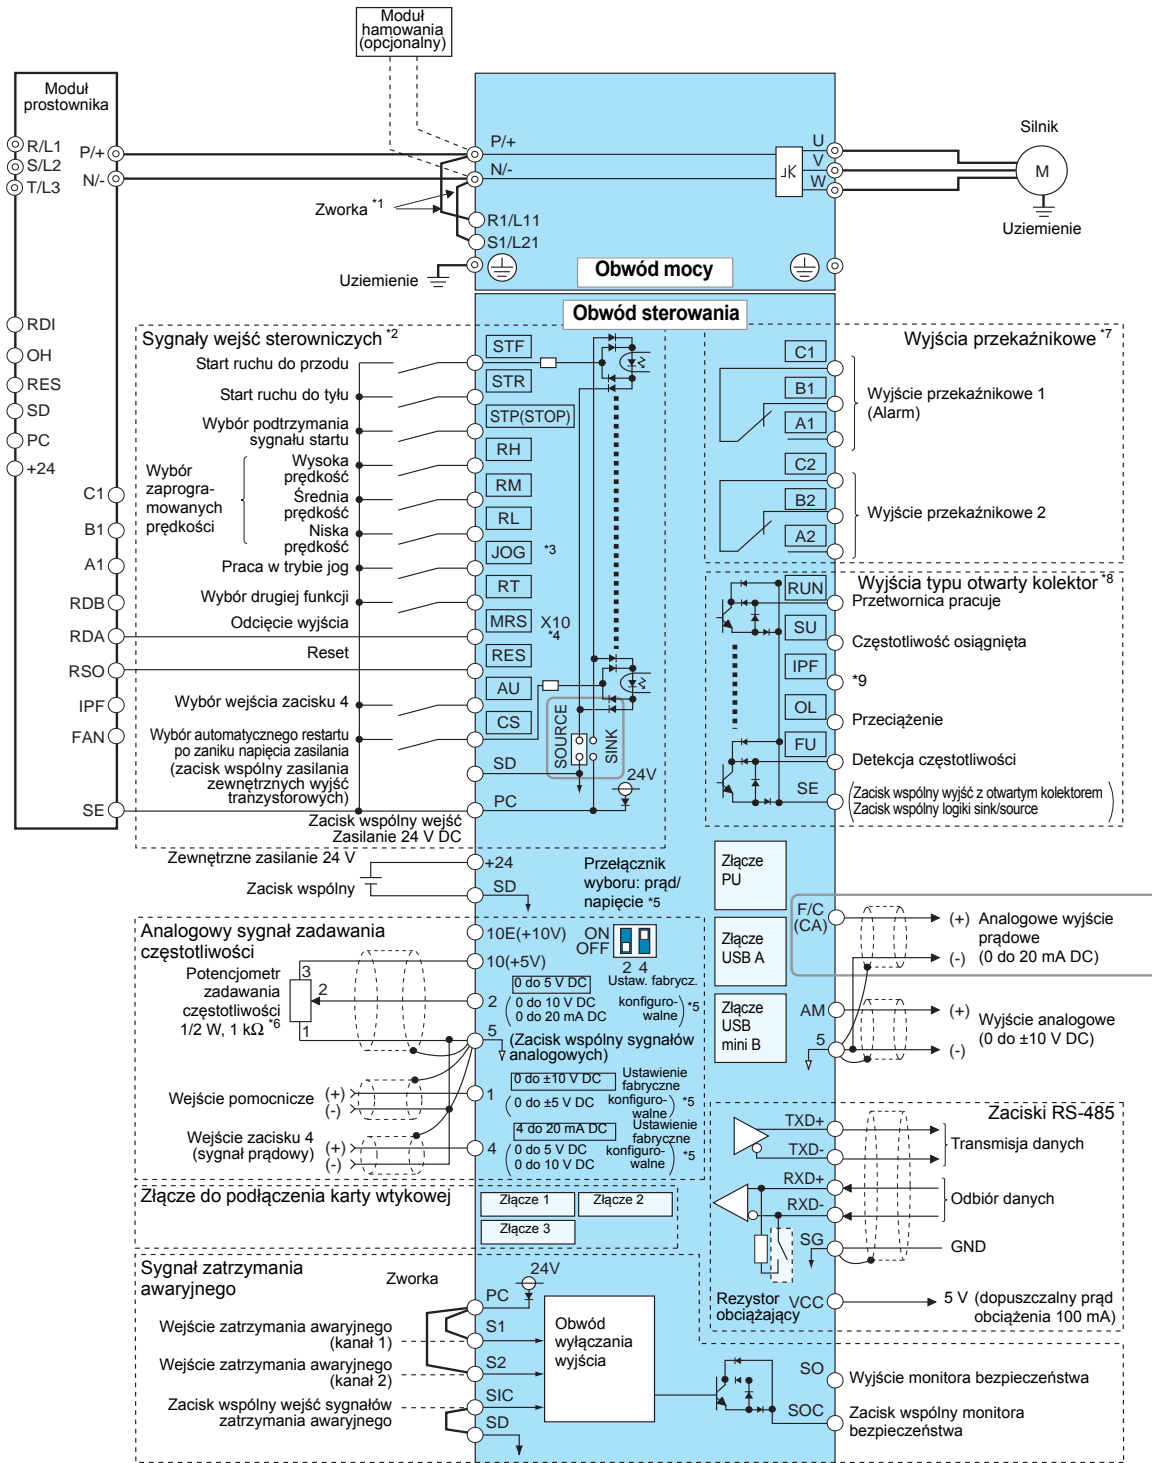 Moduł
hamowania
(opcjonalny)
Moduł
prostownika
R/L1
S/L2
T/L3
P/+
N/-
P/+
N/-
Zworka *1
R1/L11
S1/L21
Uziemienie
Obwód mocy
U
V
W
Silnik
M
Uziemienie
Obwód sterowania
RDI
OH
RES
SD
PC
+24
C1
B1
A1
RDB
RDA
RSO
IPF
FAN
SE
Sygnały wejść sterowniczych *2
Start ruchu do przodu
STF
Start ruchu do tyłu
STR
Wybór podtrzymania
sygnału startu
STP(STOP)
Wybór
zaprogra-
mowanych
prędkości
Wysoka
prędkość
RH
Średnia
prędkość
RM
Niska
prędkość
RL
Praca w trybie jog
JOG *3
Wybór drugiej funkcji
RT
Odcięcie wyjścia
MRS X10
*4
Reset
RES
Wybór wejścia zacisku 4
AU
Wybór automatycznego restartu
po zaniku napięcia zasilania
CS
(zacisk wspólny zasilania
zewnętrznych wyjść
tranzystorowych)
SD
SOURCE
SINK
24V
PC
Zacisk wspólny wejść
Zasilanie 24 V DC
Wyjścia przekaźnikowe *7
C1
B1
A1
Wyjście przekaźnikowe 1
(Alarm)
C2
B2
A2
Wyjście przekaźnikowe 2
Wyjścia typu otwarty kolektor *8
RUN
Przetwornica pracuje
SU
Częstotliwość osiągnięta
IPF
*9
OL
Przeciążenie
FU
Detekcja częstotliwości
SE
(Zacisk wspólny wyjść z otwartym kolektorem
Zacisk wspólny logiki sink/source)
Zewnętrzne zasilanie 24 V
+24
Zacisk wspólny
SD
Przełącznik
wyboru: prąd/
napięcie *5
ON
OFF
2 4
Ustaw. fabrycz.
Złącze
PU
Złącze
USB A
Złącze
USB
mini B
F/C
(CA)
(+)
(-)
Analogowe wyjście
prądowe
(0 do 20 mA DC)
AM
5
(+)
(-)
Wyjście analogowe
(0 do ±10 V DC)
Analogowy sygnał zadawania
częstotliwości
Potencjometr
zadawania
częstotliwości
1/2 W, 1 kΩ *6
3
2
1
10E(+10V)
10(+5V)
2
0 do 5 V DC
(0 do 10 V DC
0 do 20 mA DC
konfiguro-
walne) *5
5
(Zacisk wspólny sygnałów
analogowych)
Wejście pomocnicze
(+)
(-)
1
0 do ±10 V DC
Ustawienie
fabryczne
(0 do ±5 V DC
konfiguro-
walne) *5
Wejście zacisku 4
(sygnał prądowy)
(+)
(-)
4
4 do 20 mA DC
Ustawienie
fabryczne
(0 do 5 V DC
0 do 10 V DC
konfiguro-
walne) *5
Zaciski RS-485
TXD+
TXD-
Transmisja danych
RXD+
RXD-
Odbiór danych
SG
GND
Rezystor
obciążający
VCC
5 V (dopuszczalny prąd
obciążenia 100 mA)
Złącze do podłączenia karty wtykowej
Złącze 1
Złącze 2
Złącze 3
Sygnał zatrzymania
awaryjnego
Zworka
24V
PC
Wejście zatrzymania awaryjnego
(kanał 1)
S1
Wejście zatrzymania awaryjnego
(kanał 2)
S2
Zacisk wspólny wejść sygnałów
zatrzymania awaryjnego
SIC
SD
Obwód
wyłączania
wyjścia
SO
Wyjście monitora bezpieczeństwa
SOC
Zacisk wspólny monitora
bezpieczeństwa